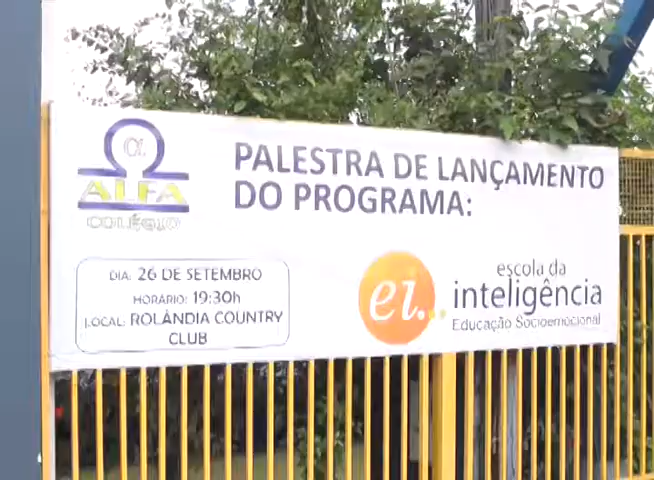 α
ALFA
COLÉGIO
PALESTRA DE LANÇAMENTO
DO PROGRAMA:
DIA: 26 DE SETEMBRO
HORÁRIO: 19:30h
LOCAL: ROLÂNDIA COUNTRY
CLUB
ei...
escola da
inteligência
Educação Socioemocional